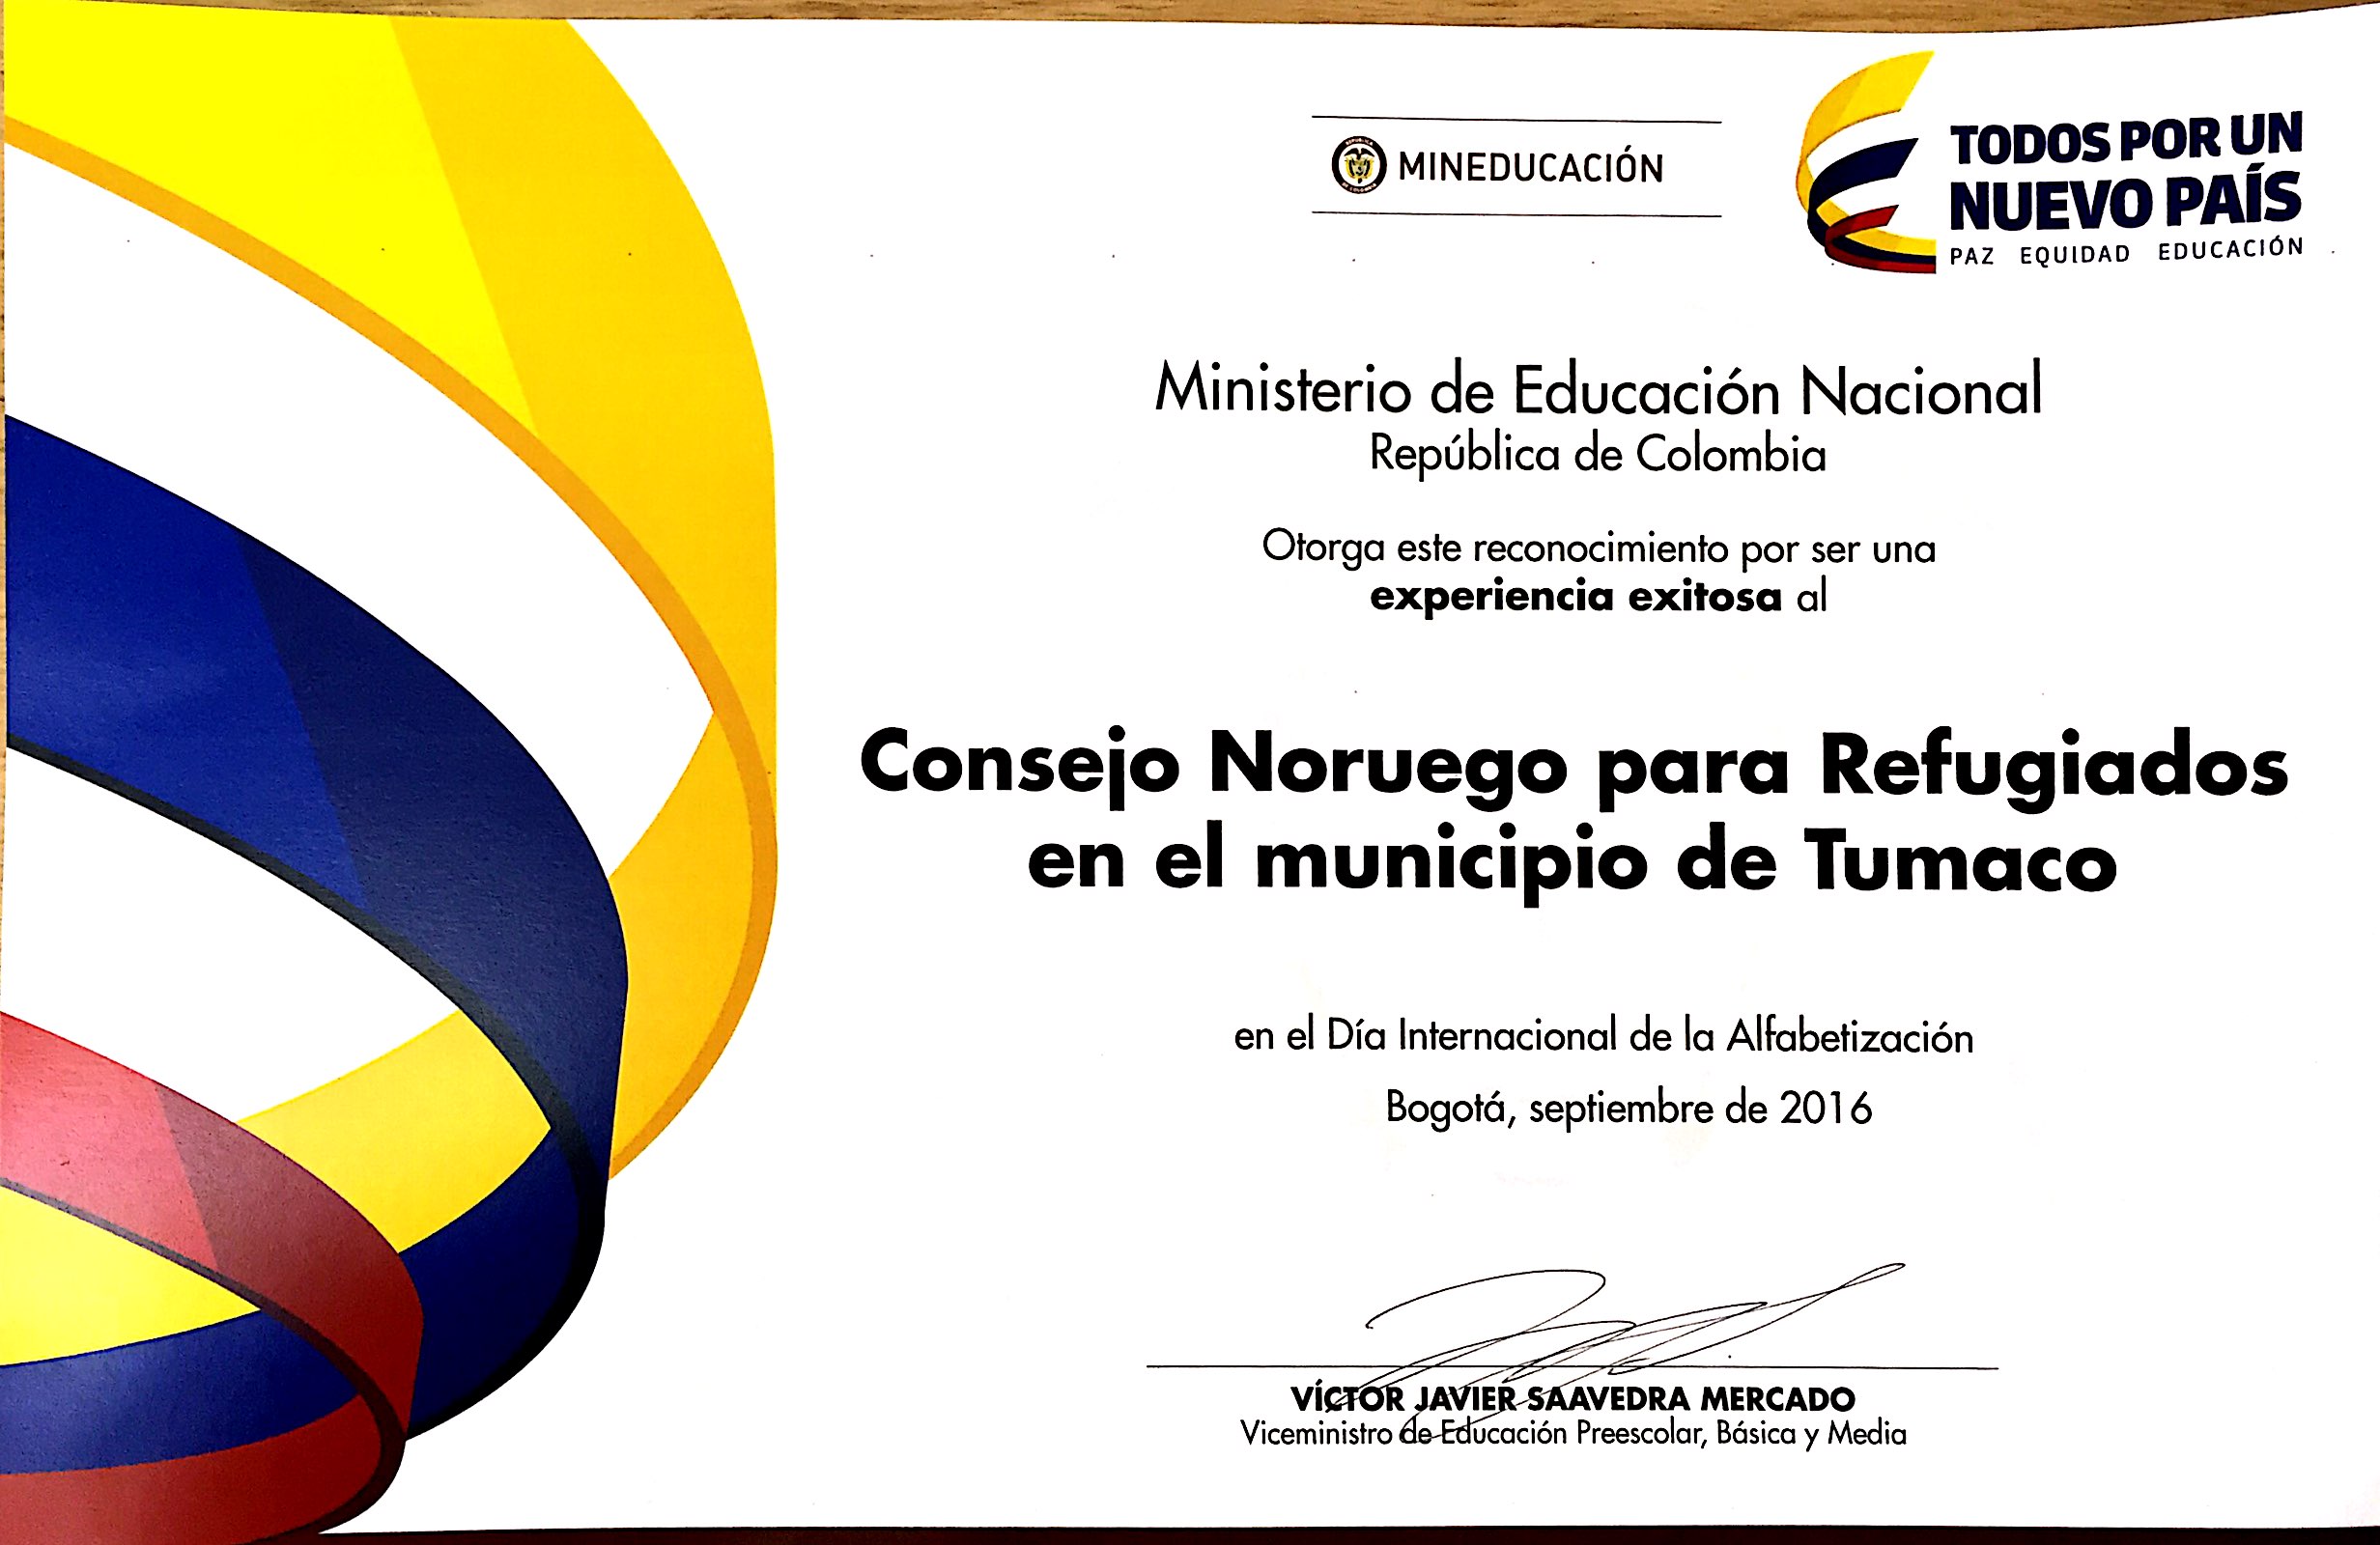 MINEDUCACIÓN
TODOS POR UN
NUEVO PAÍS
PAZ EQUIDAD EDUCACIÓN
Ministerio de Educación Nacional
República de Colombia
Otorga este reconocimiento por ser una
experiencia exitosa al
Consejo Noruego para Refugiados
en el municipio de Tumaco
en el Día Internacional de la Alfabetización
Bogotá, septiembre de 2016
VÍCTOR JAVIER SAAVEDRA MERCADO
Viceministro de Educación Preescolar, Básica y Media